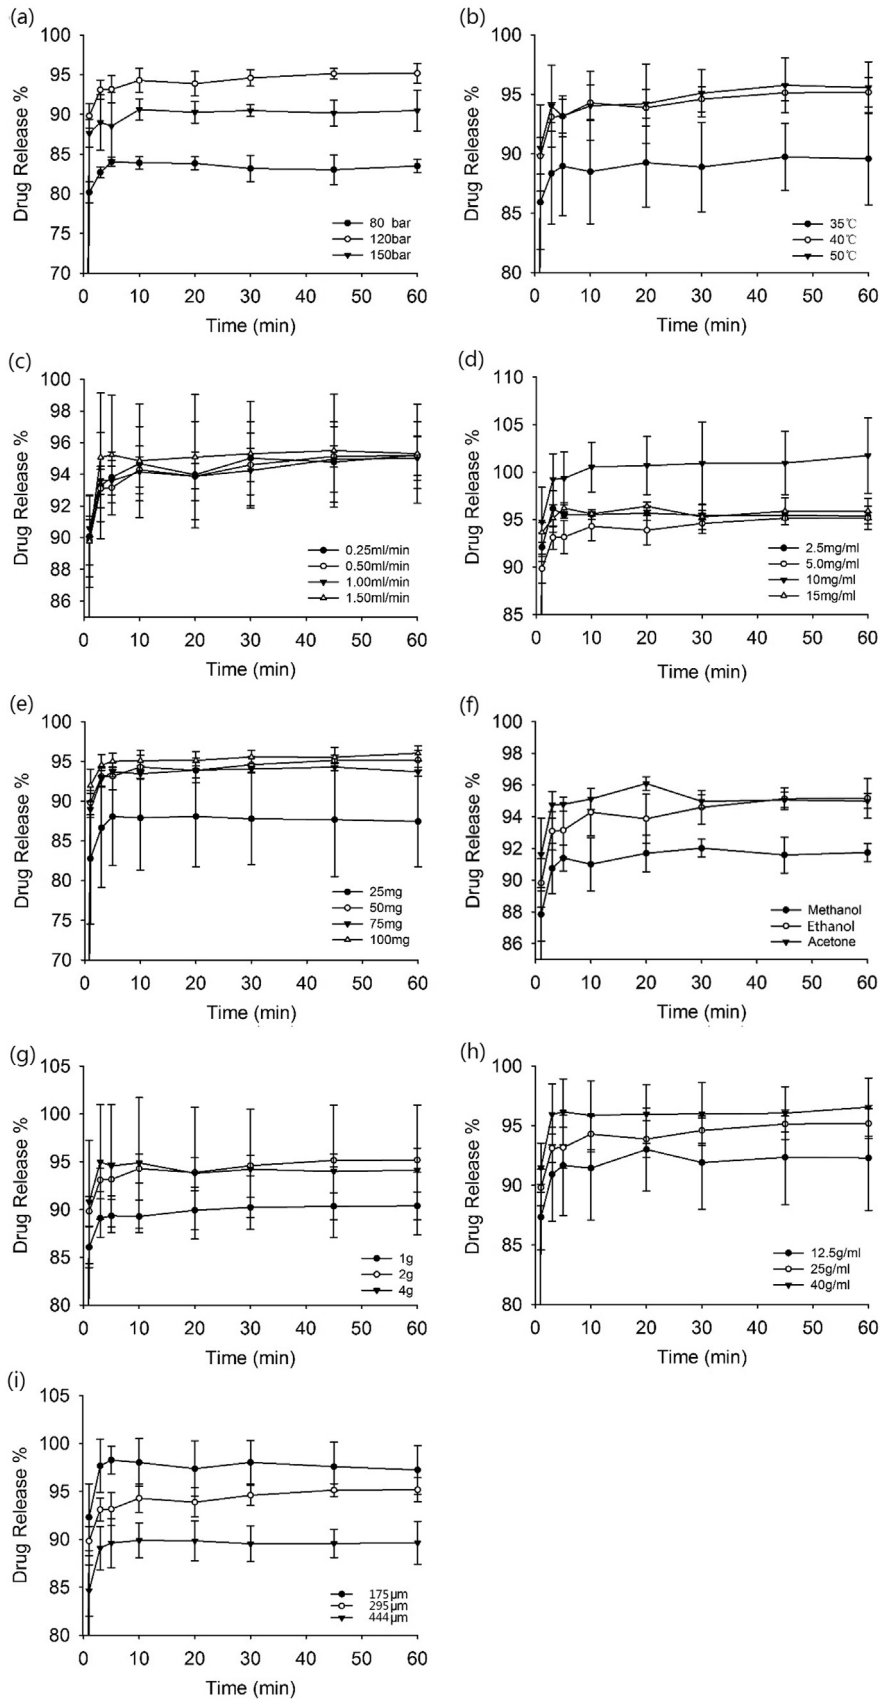 (a)
100
95
90
85
80
75
70
Drug Release %
80 bar
120bar
150bar
0 10 20 30 40 50 60
Time (min)
(b)
100
95
90
85
80
Drug Release %
35℃
40℃
50℃
0 10 20 30 40 50 60
Time (min)
(c)
100
98
96
94
92
90
88
86
Drug Release %
0.25ml/min
0.50ml/min
1.00ml/min
1.50ml/min
0 10 20 30 40 50 60
Time (min)
(d)
110
105
100
95
90
85
Drug Release %
2.5mg/ml
5.0mg/ml
10mg/ml
15mg/ml
0 10 20 30 40 50 60
Time (min)
(e)
100
95
90
85
80
75
70
Drug Release %
25mg
50mg
75mg
100mg
0 10 20 30 40 50 60
Time (min)
(f)
100
98
96
94
92
90
88
86
Drug Release %
Methanol
Ethanol
Acetone
0 10 20 30 40 50 60
Time (min)
(g)
105
100
95
90
85
80
Drug Release %
1g
2g
4g
0 10 20 30 40 50 60
Time (min)
(h)
100
95
90
85
80
Drug Release %
12.5g/ml
25g/ml
40g/ml
0 10 20 30 40 50 60
Time (min)
(i)
105
100
95
90
85
80
Drug Release %
175μm
295μm
444μm
0 10 20 30 40 50 60
Time (min)